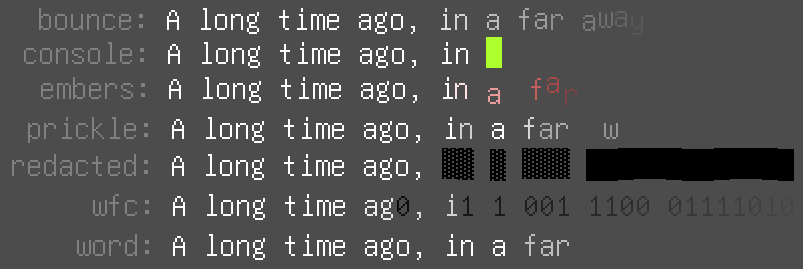 bounce: A long time ago, in a far away
console: A long time ago, in
embers: A long time ago, in a far
prickle: A long time ago, in a far w
redacted: A long time ago,
wfc: A long time ag0, i1 1 001 1100 01111010
word: A long time ago, in a far